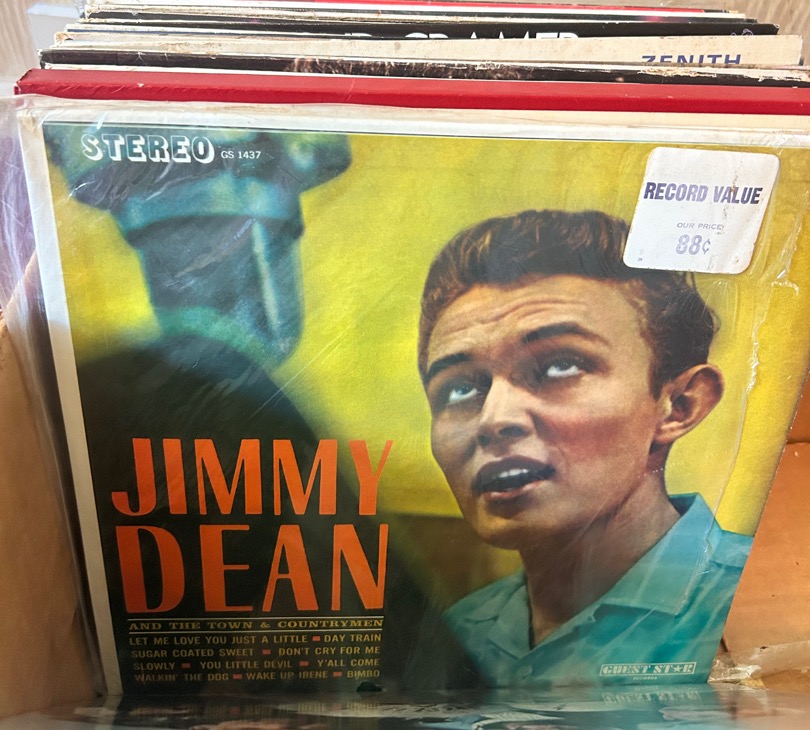 ZENITH
STEREO GS 1437
RECORD VALUE
OUR PRICE
88¢
JIMMY
DEAN
AND THE TOWN & COUNTRYMEN
LET ME LOVE YOU JUST A LITTLE ▪ DAY TRAIN
SUGAR COATED SWEET ▪ DON'T CRY FOR ME
SLOWLY ▪ YOU LITTLE DEVIL ▪ Y'ALL COME
WALKIN' THE DOG ▪ WAKE UP IRENE ▪ BIMBO
GUEST ST★R
RECORDS